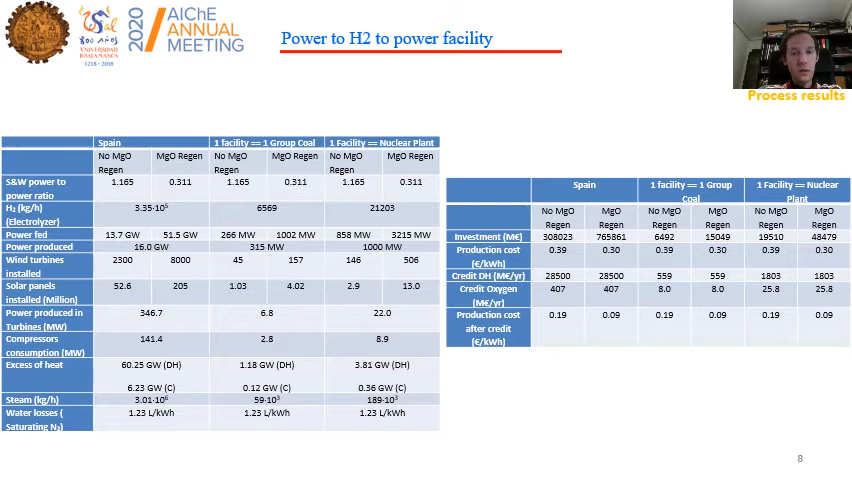 2020
AIChE
ANNUAL
MEETING
800 AÑOS
UNIVERSIDAD
D SALAMANCA
1218 - 2018
Power to H2 to power facility
Process results
Spain 1 facility == 1 Group Coal 1 Facility == Nuclear Plant
No MgO Regen MgO Regen No MgO Regen MgO Regen No MgO Regen MgO Regen
S&W power to power ratio 1.165 0.311 1.165 0.311 1.165 0.311
H₂ (kg/h) (Electrolyzer) 3.35·10⁵ 6569 21203
Power fed 13.7 GW 51.5 GW 266 MW 1002 MW 858 MW 3215 MW
Power produced 16.0 GW 315 MW 1000 MW
Wind turbines installed 2300 8000 45 157 146 506
Solar panels installed (Million) 52.6 205 1.03 4.02 2.9 13.0
Power produced in Turbines (MW) 346.7 6.8 22.0
Compressors consumption (MW) 141.4 2.8 8.9
Excess of heat 60.25 GW (DH) 1.18 GW (DH) 3.81 GW (DH)
6.23 GW (C) 0.12 GW (C) 0.36 GW (C)
Steam (kg/h) 3.01·10⁶ 59·10³ 189·10³
Water losses ( Saturating N₂) 1.23 L/kWh 1.23 L/kWh 1.23 L/kWh
Spain 1 facility == 1 Group Coal 1 Facility == Nuclear Plant
No MgO Regen MgO Regen No MgO Regen MgO Regen No MgO Regen MgO Regen
Investment (M€) 308023 765861 6492 15049 19510 48479
Production cost (€/kWh) 0.39 0.30 0.39 0.30 0.39 0.30
Credit DH (M€/yr) 28500 28500 559 559 1803 1803
Credit Oxygen (M€/yr) 407 407 8.0 8.0 25.8 25.8
Production cost after credit (€/kWh) 0.19 0.09 0.19 0.09 0.19 0.09
8